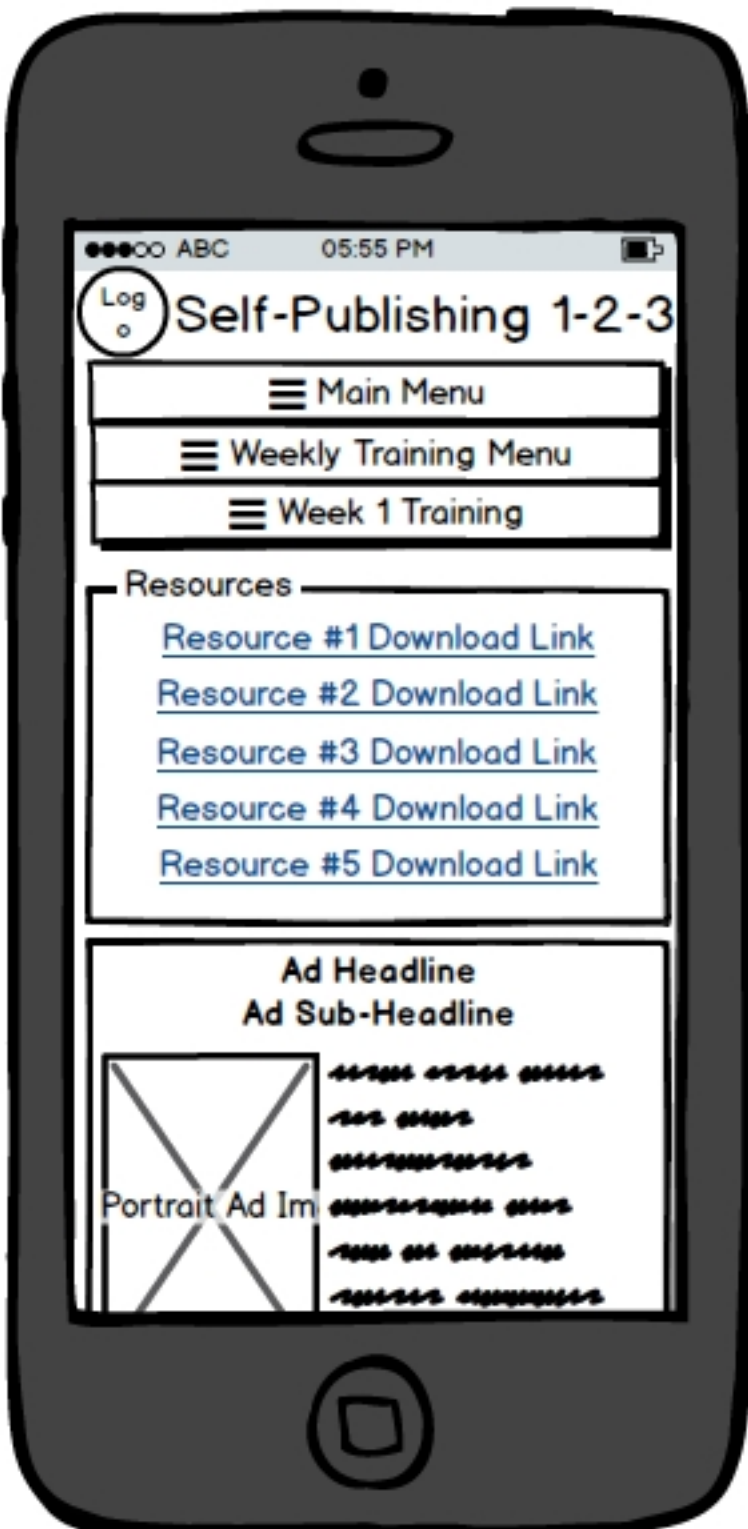 ABC 05:55 PM
Log
o
Self-Publishing 1-2-3
Main Menu
Weekly Training Menu
Week 1 Training
Resources
Resource #1 Download Link
Resource #2 Download Link
Resource #3 Download Link
Resource #4 Download Link
Resource #5 Download Link
Ad Headline
Ad Sub-Headline
Portrait Ad Im